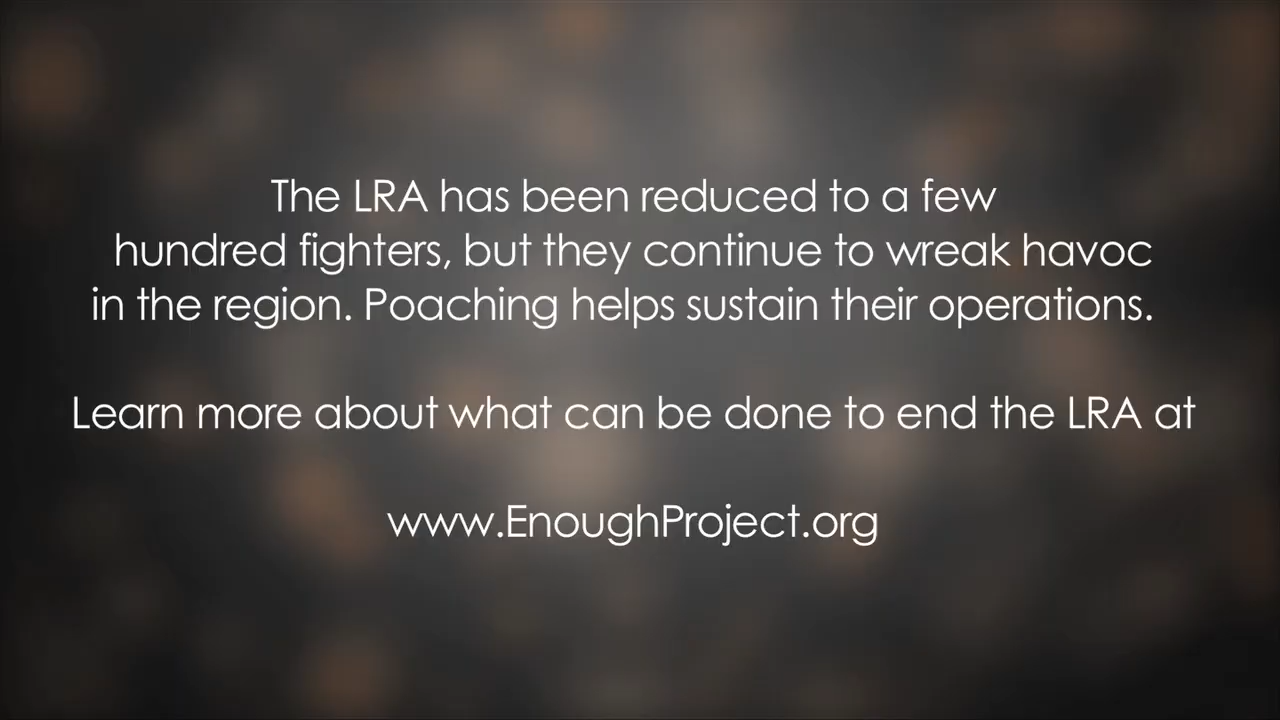 The LRA has been reduced to a few
hundred fighters, but they continue to wreak havoc
in the region. Poaching helps sustain their operations.
Learn more about what can be done to end the LRA at
www.EnoughProject.org